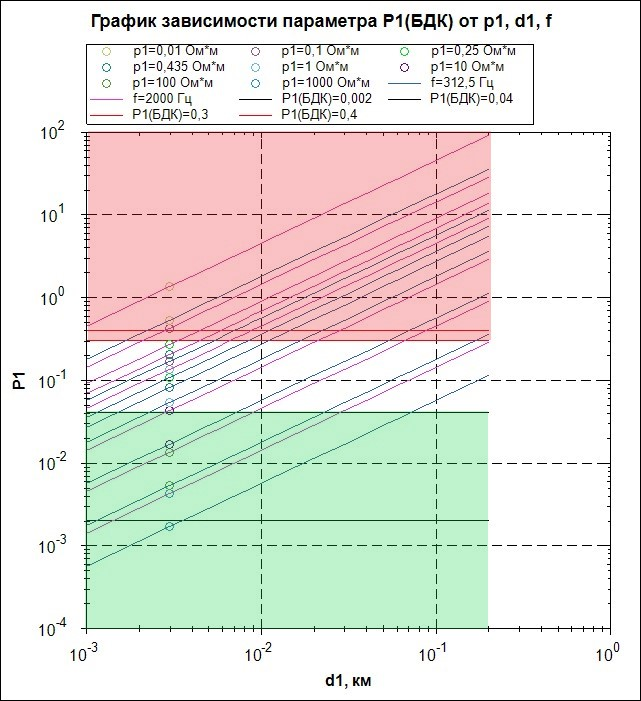 График зависимости параметра P1(БДК) от p1, d1, f
p1=0,01 Ом*м p1=0,1 Ом*м p1=0,25 Ом*м
p1=0,435 Ом*м p1=1 Ом*м p1=10 Ом*м
p1=100 Ом*м p1=1000 Ом*м f=312,5 Гц
f=2000 Гц P1(БДК)=0,002 P1(БДК)=0,04
P1(БДК)=0,3 P1(БДК)=0,4
10^2
10^1
10^0
10^-1
10^-2
10^-3
10^-4
P1
10^-3 10^-2 10^-1 10^0
d1, км